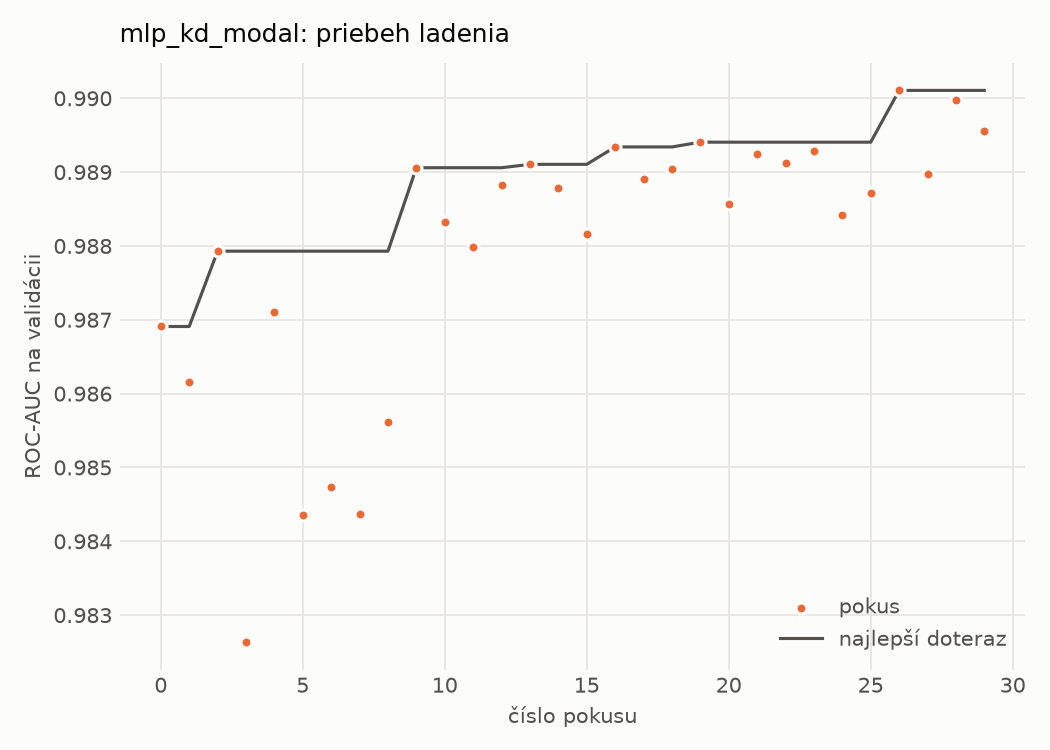 mlp_kd_modal: priebeh ladenia
0.990
0.989
0.988
0.987
0.986
0.985
0.984
0.983
ROC-AUC na validácii
pokus
najlepší doteraz
0 5 10 15 20 25 30
číslo pokusu